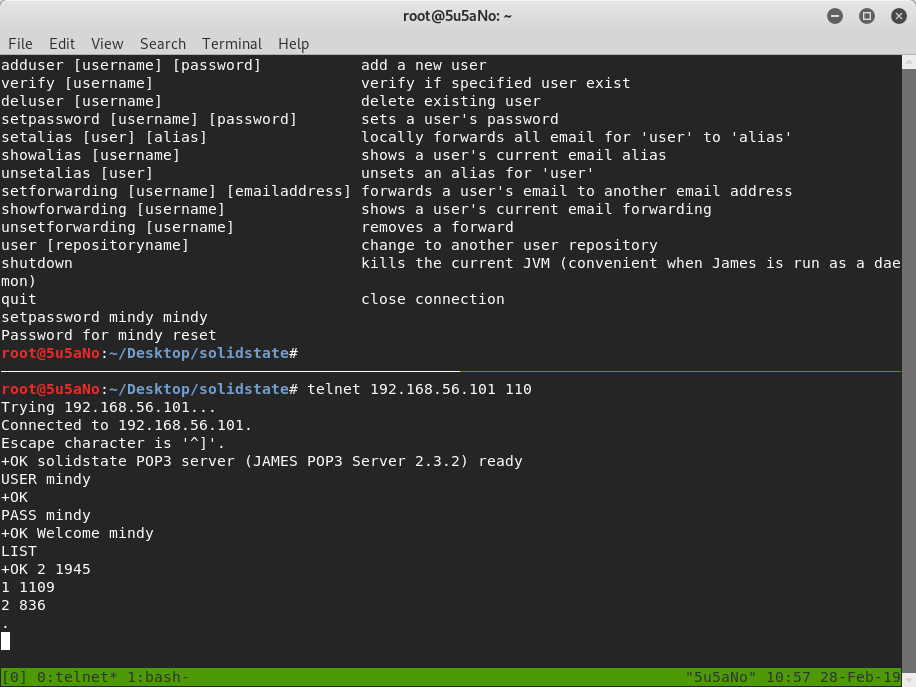 root@5u5aNo: ~
File Edit View Search Terminal Help
adduser [username] [password] add a new user
verify [username] verify if specified user exist
deluser [username] delete existing user
setpassword [username] [password] sets a user's password
setalias [user] [alias] locally forwards all email for 'user' to 'alias'
showalias [username] shows a user's current email alias
unsetalias [user] unsets an alias for 'user'
setforwarding [username] [emailaddress] forwards a user's email to another email address
showforwarding [username] shows a user's current email forwarding
unsetforwarding [username] removes a forward
user [repositoryname] change to another user repository
shutdown kills the current JVM (convenient when James is run as a dae
mon)
quit close connection
setpassword mindy mindy
Password for mindy reset
root@5u5aNo:~/Desktop/solidstate#
root@5u5aNo:~/Desktop/solidstate# telnet 192.168.56.101 110
Trying 192.168.56.101...
Connected to 192.168.56.101.
Escape character is '^]'.
+OK solidstate POP3 server (JAMES POP3 Server 2.3.2) ready
USER mindy
+OK
PASS mindy
+OK Welcome mindy
LIST
+OK 2 1945
1 1109
2 836
.
[0] 0:telnet* 1:bash- "5u5aNo" 10:57 28-Feb-19